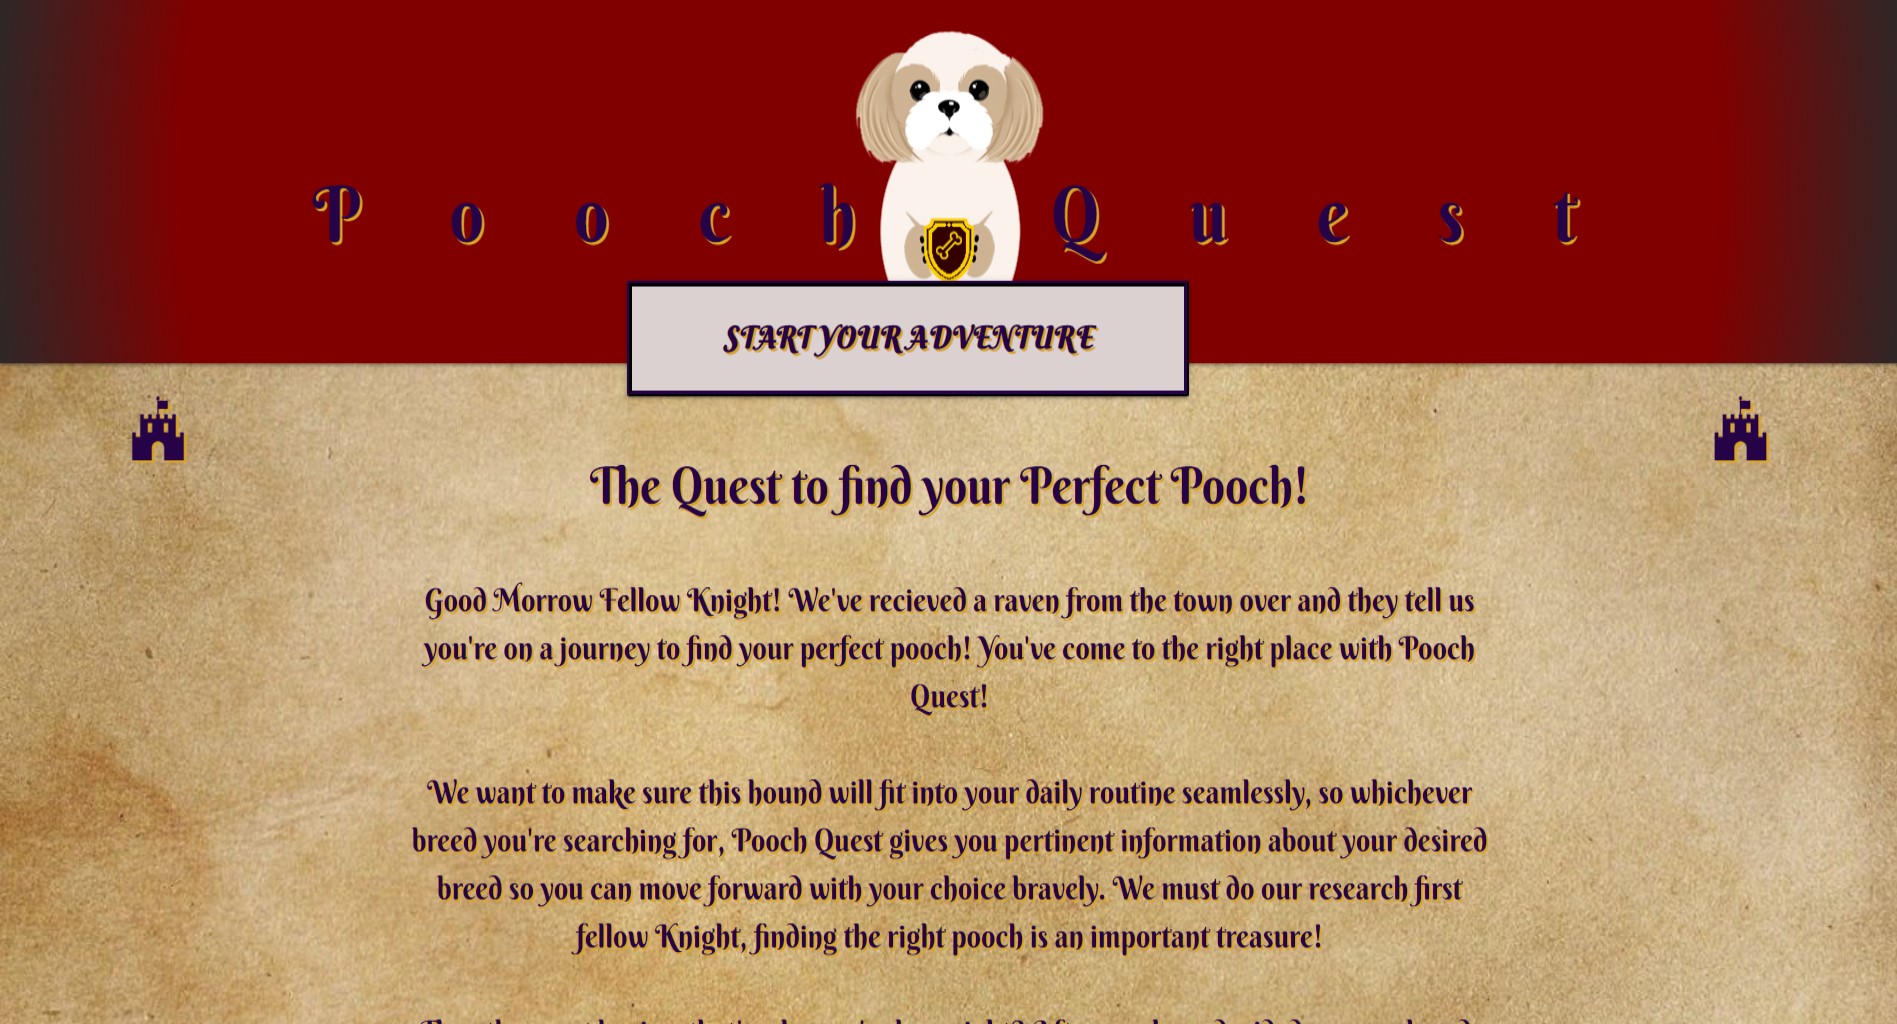 Pooch Quest
START YOUR ADVENTURE
The Quest to find your Perfect Pooch!
Good Morrow Fellow Knight! We've recieved a raven from the town over and they tell us
you're on a journey to find your perfect pooch! You've come to the right place with Pooch
Quest!
We want to make sure this hound will fit into your daily routine seamlessly, so whichever
breed you're searching for, Pooch Quest gives you pertinent information about your desired
breed so you can move forward with your choice bravely. We must do our research first
fellow Knight, finding the right pooch is an important treasure!